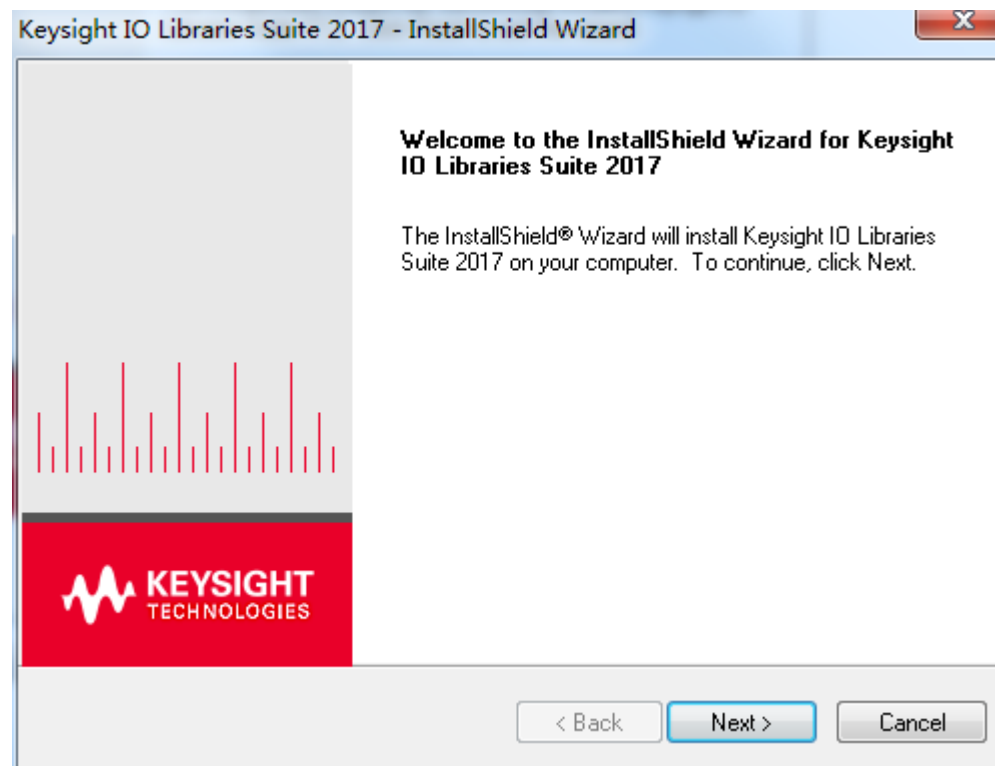 Keysight IO Libraries Suite 2017 - InstallShield Wizard
Welcome to the InstallShield Wizard for Keysight
IO Libraries Suite 2017
The InstallShield® Wizard will install Keysight IO Libraries
Suite 2017 on your computer. To continue, click Next.
KEYSIGHT
TECHNOLOGIES
< Back
Next >
Cancel